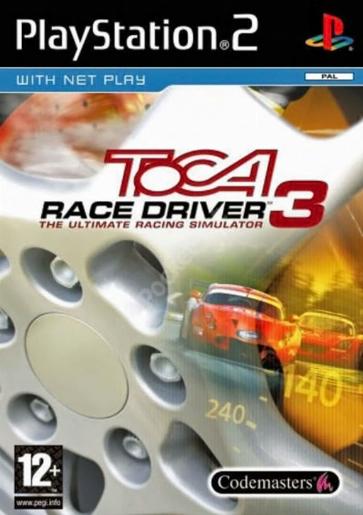 PlayStation®2
WITH NET PLAY
PAL
TOCA
RACE DRIVER™ 3
THE ULTIMATE RACING SIMULATOR
240
140
12+
www.pegi.info
Codemasters